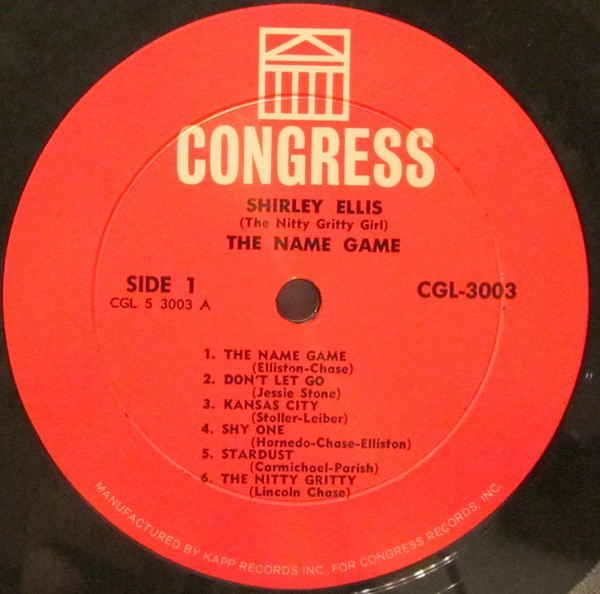 CONGRESS
SHIRLEY ELLIS
(The Nitty Gritty Girl)
THE NAME GAME
SIDE 1
CGL 5 3003 A
CGL-3003
1. THE NAME GAME
(Elliston-Chase)
2. DON'T LET GO
(Jessie Stone)
3. KANSAS CITY
(Stoller-Leiber)
4. SHY ONE
(Hornedo-Chase-Elliston)
5. STARDUST
(Carmichael-Parish)
6. THE NITTY GRITTY
(Lincoln Chase)
MANUFACTURED BY KAPP RECORDS INC., FOR CONGRESS RECORDS, INC.